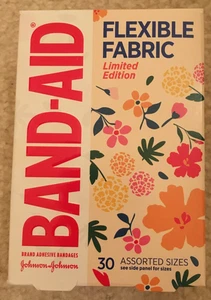 BAND-AID®
BRAND ADHESIVE BANDAGES
Johnson & Johnson
FLEXIBLE
FABRIC
Limited
Edition
30 ASSORTED SIZES
see side panel for sizes